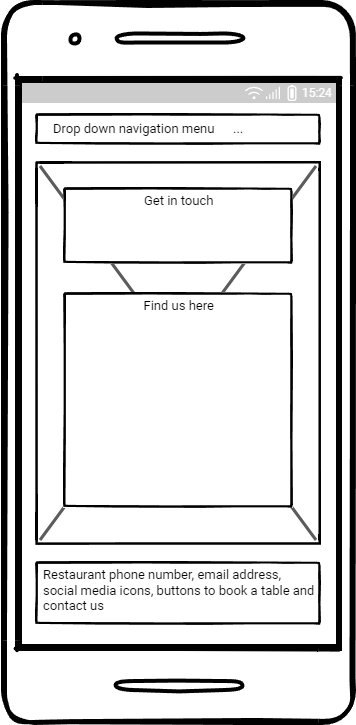 15:24
Drop down navigation menu ...
Get in touch
Find us here
Restaurant phone number, email address,
social media icons, buttons to book a table and
contact us